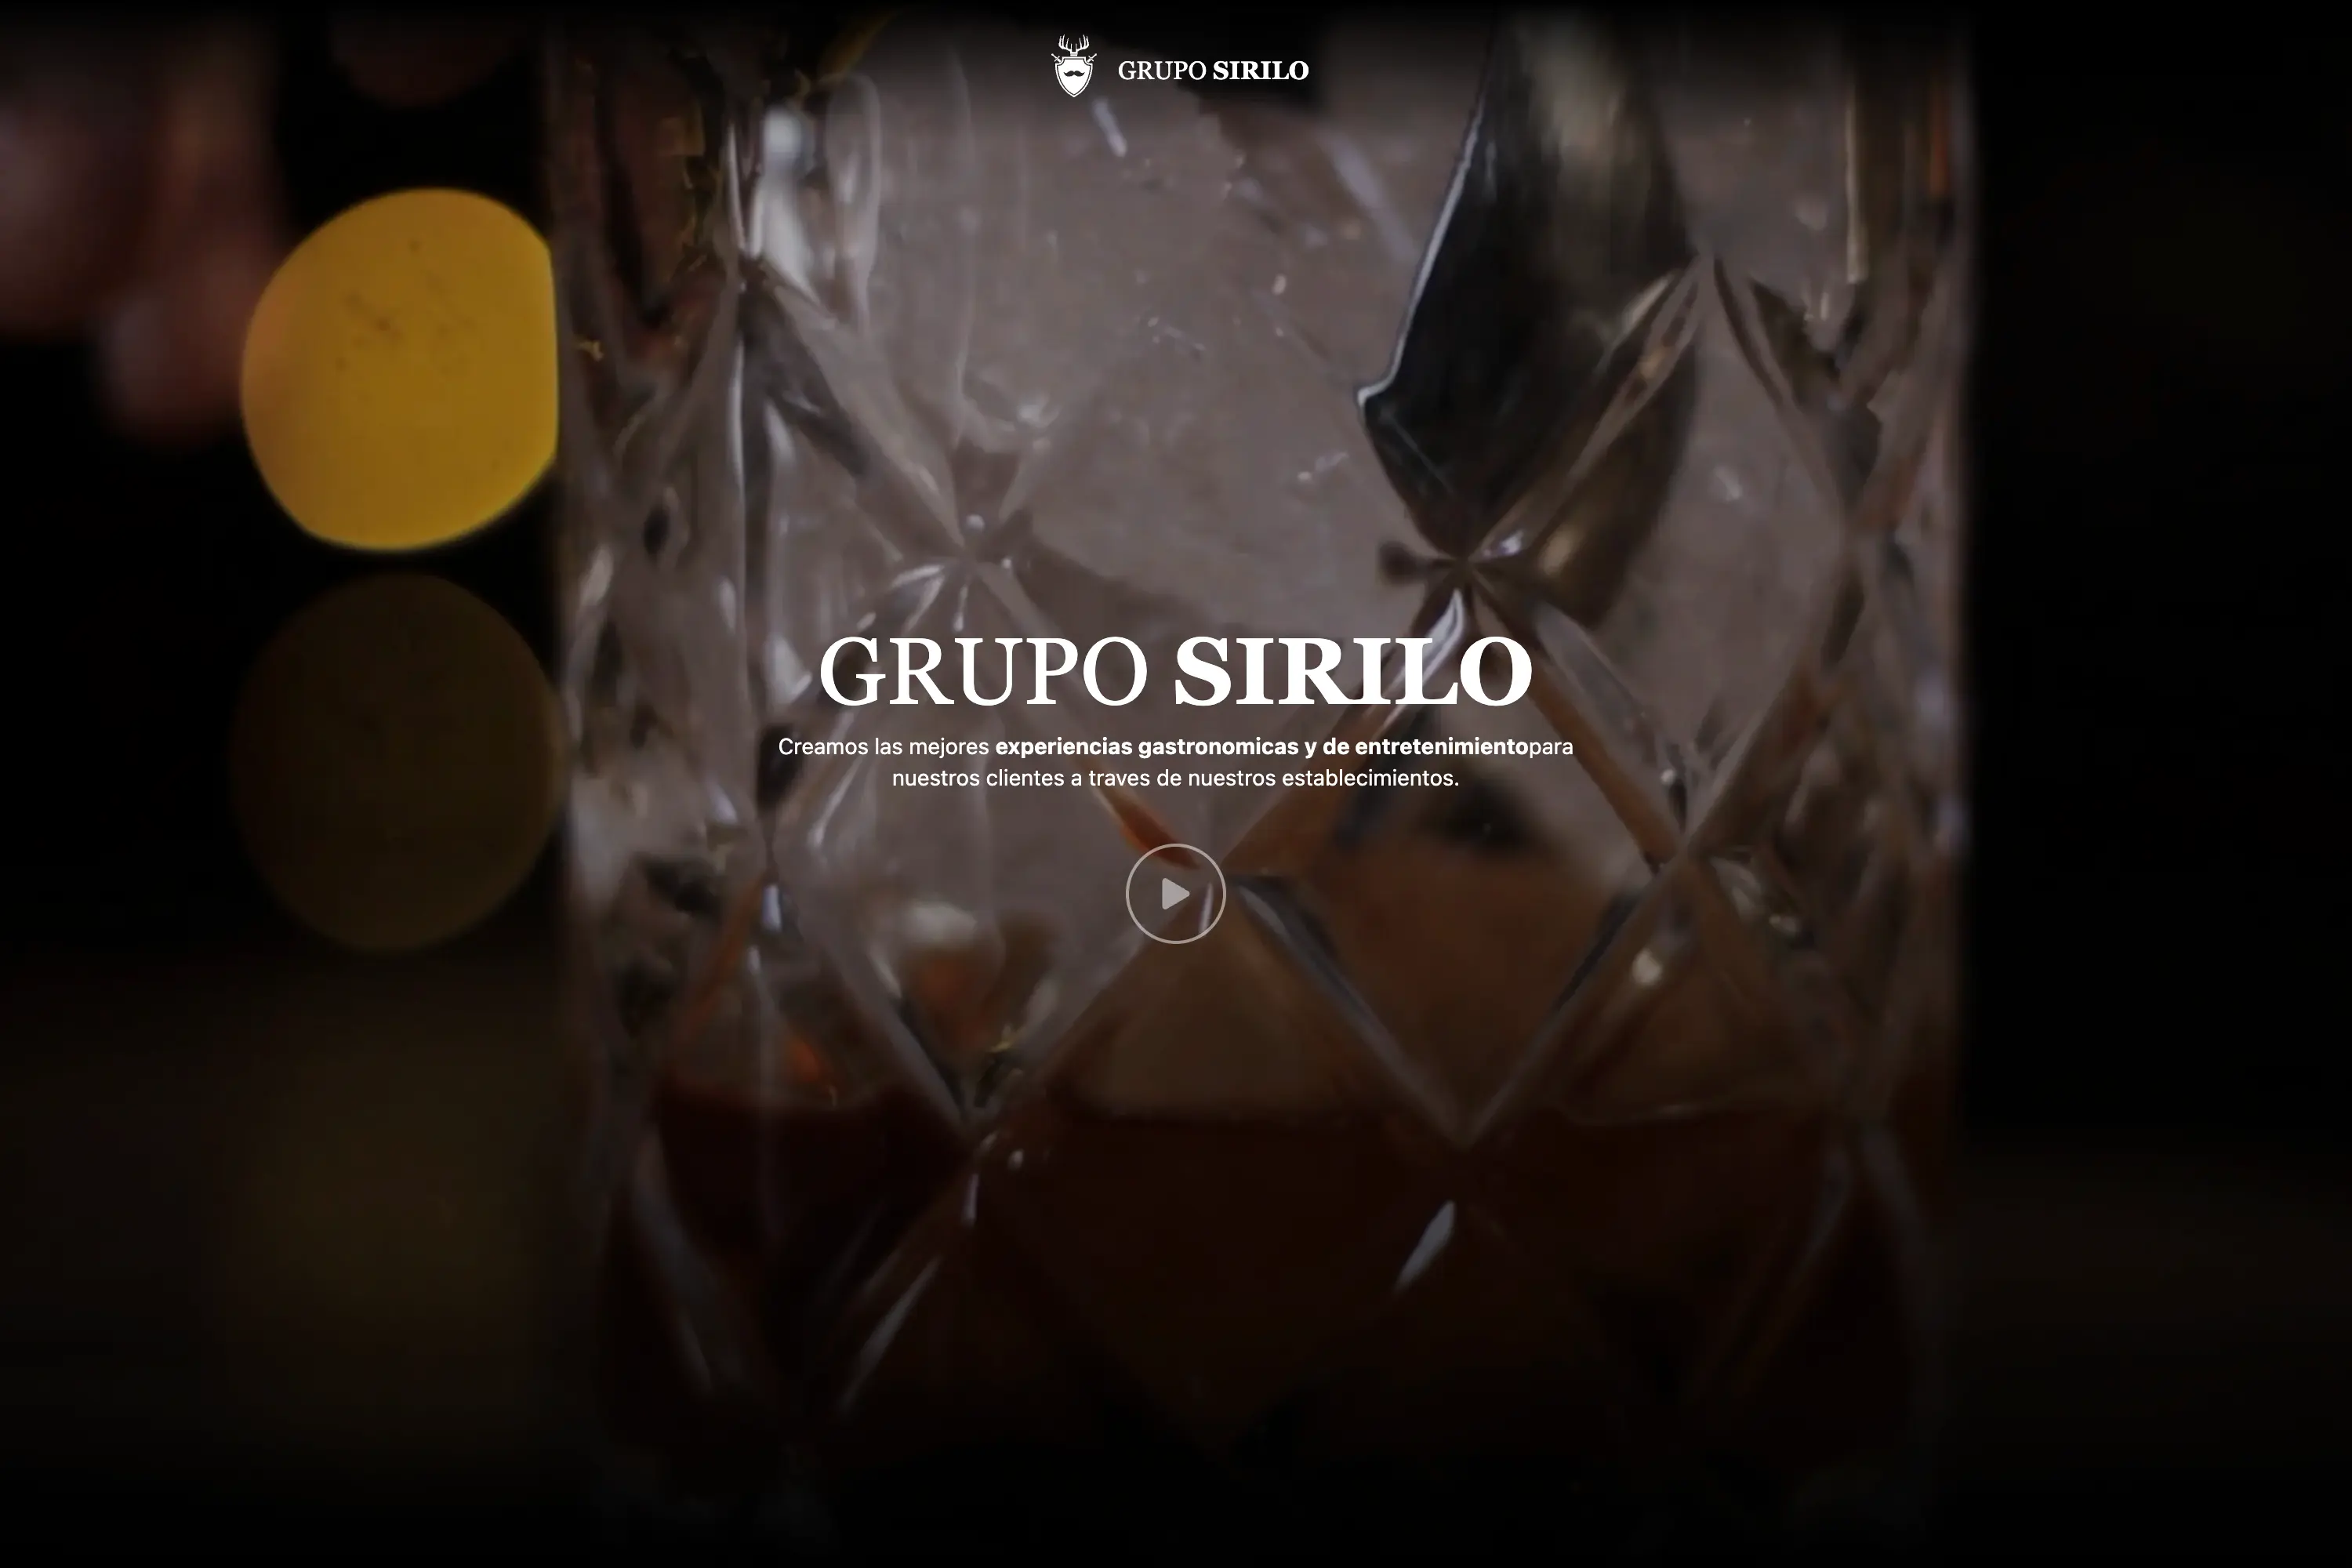 GRUPO SIRILO
GRUPO SIRILO
Creamos las mejores experiencias gastronomicas y de entretenimientopara
nuestros clientes a traves de nuestros establecimientos.